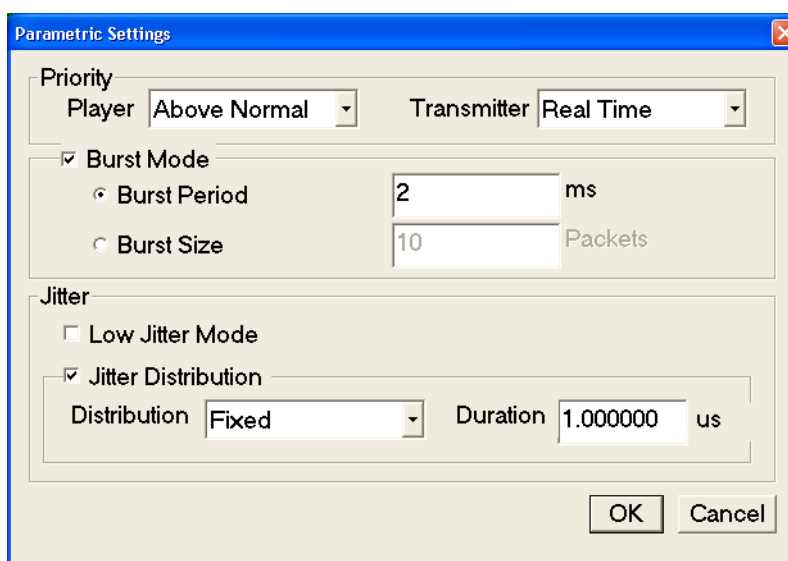 Parametric Settings
Priority
Player Above Normal Transmitter Real Time
Burst Mode
Burst Period 2 ms
Burst Size 10 Packets
Jitter
Low Jitter Mode
Jitter Distribution
Distribution Fixed Duration 1.000000 us
OK Cancel